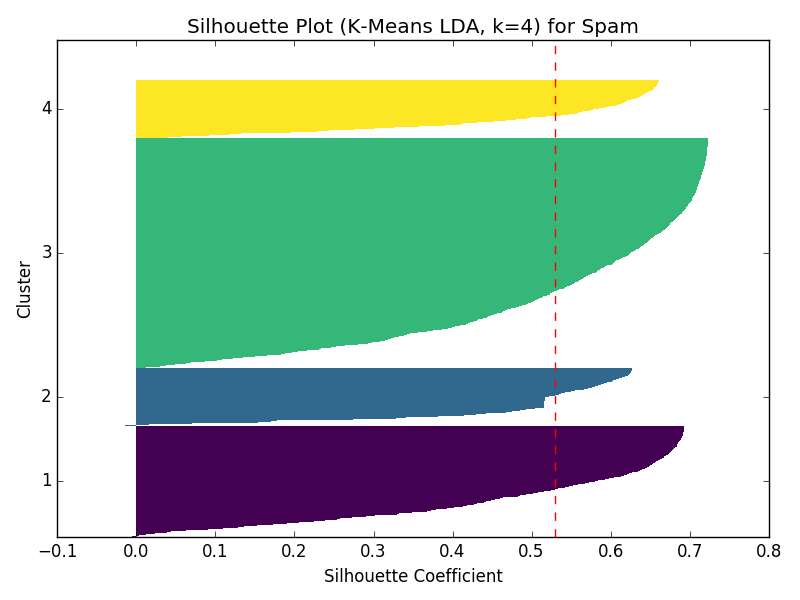 Silhouette Plot (K-Means LDA, k=4) for Spam
4
3
2
1
Cluster
−0.1 0.0 0.1 0.2 0.3 0.4 0.5 0.6 0.7 0.8
Silhouette Coefficient